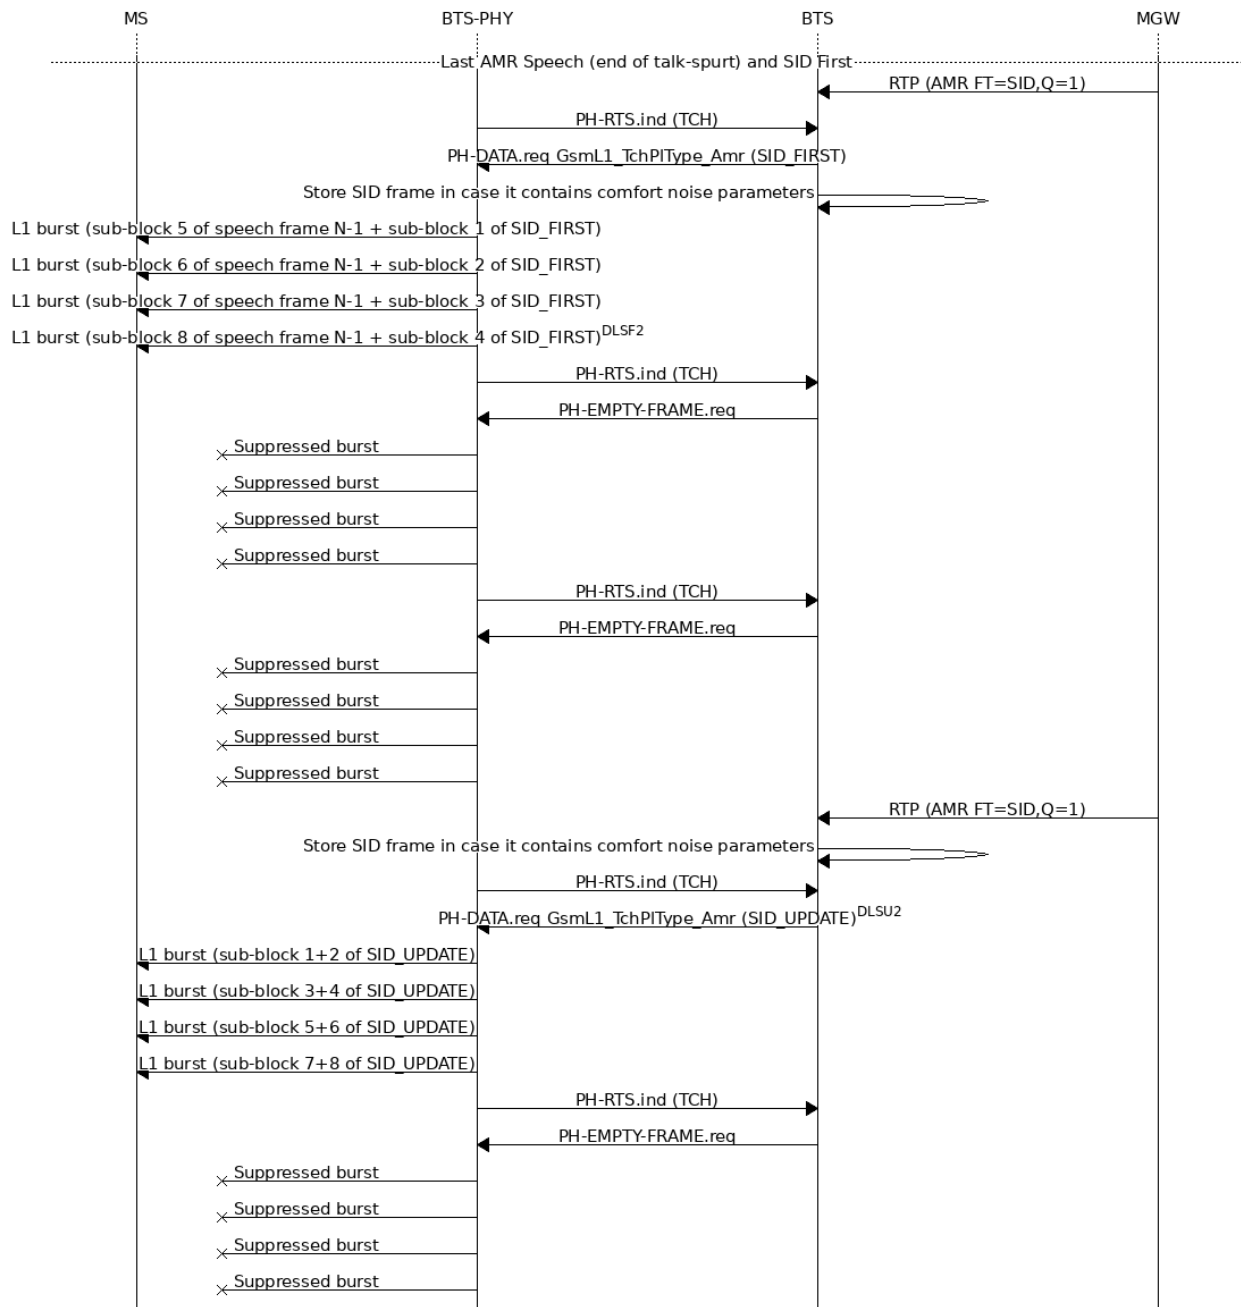 MS BTS-PHY BTS MGW
Last AMR Speech (end of talk-spurt) and SID First
RTP (AMR FT=SID,Q=1)
PH-RTS.ind (TCH)
PH-DATA.req GsmL1_TchPlType_Amr (SID_FIRST)
Store SID frame in case it contains comfort noise parameters
L1 burst (sub-block 5 of speech frame N-1 + sub-block 1 of SID_FIRST)
L1 burst (sub-block 6 of speech frame N-1 + sub-block 2 of SID_FIRST)
L1 burst (sub-block 7 of speech frame N-1 + sub-block 3 of SID_FIRST)
L1 burst (sub-block 8 of speech frame N-1 + sub-block 4 of SID_FIRST)DLSF2
PH-RTS.ind (TCH)
PH-EMPTY-FRAME.req
Suppressed burst
Suppressed burst
Suppressed burst
Suppressed burst
PH-RTS.ind (TCH)
PH-EMPTY-FRAME.req
Suppressed burst
Suppressed burst
Suppressed burst
Suppressed burst
RTP (AMR FT=SID,Q=1)
Store SID frame in case it contains comfort noise parameters
PH-RTS.ind (TCH)
PH-DATA.req GsmL1_TchPlType_Amr (SID_UPDATE)DLSU2
L1 burst (sub-block 1+2 of SID_UPDATE)
L1 burst (sub-block 3+4 of SID_UPDATE)
L1 burst (sub-block 5+6 of SID_UPDATE)
L1 burst (sub-block 7+8 of SID_UPDATE)
PH-RTS.ind (TCH)
PH-EMPTY-FRAME.req
Suppressed burst
Suppressed burst
Suppressed burst
Suppressed burst